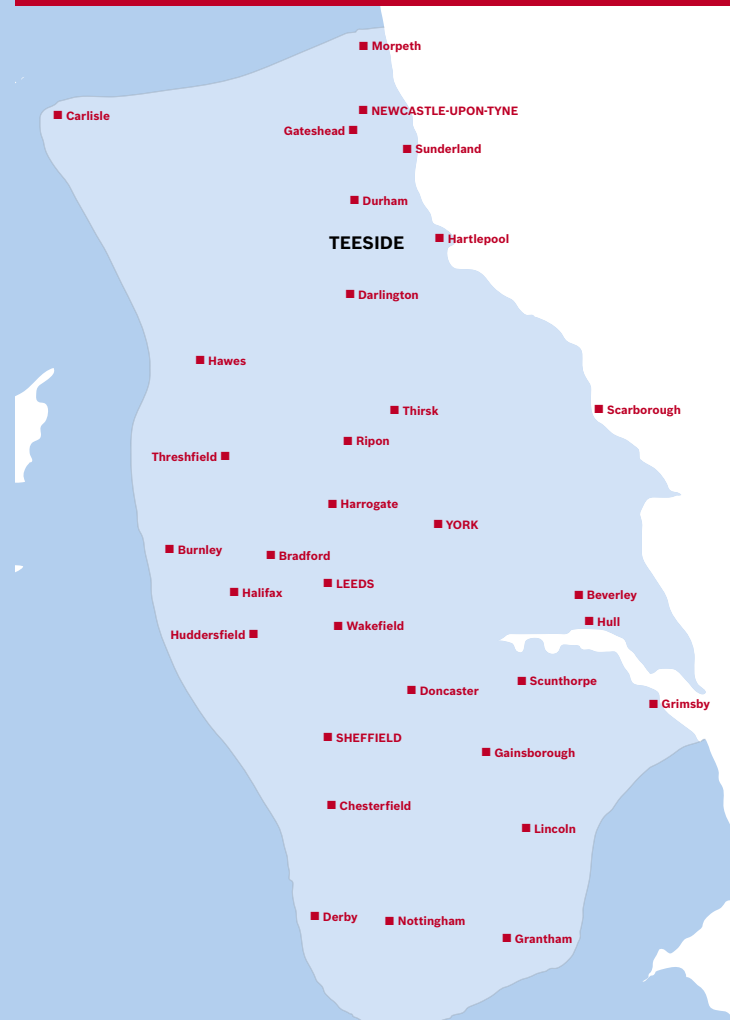 Morpeth
NEWCASTLE-UPON-TYNE
Carlisle
Gateshead
Sunderland
Durham
TEESIDE
Hartlepool
Darlington
Hawes
Thirsk
Scarborough
Ripon
Threshfield
Harrogate
YORK
Burnley
Bradford
LEEDS
Halifax
Beverley
Hull
Wakefield
Huddersfield
Scunthorpe
Doncaster
Grimsby
SHEFFIELD
Gainsborough
Chesterfield
Lincoln
Derby
Nottingham
Grantham